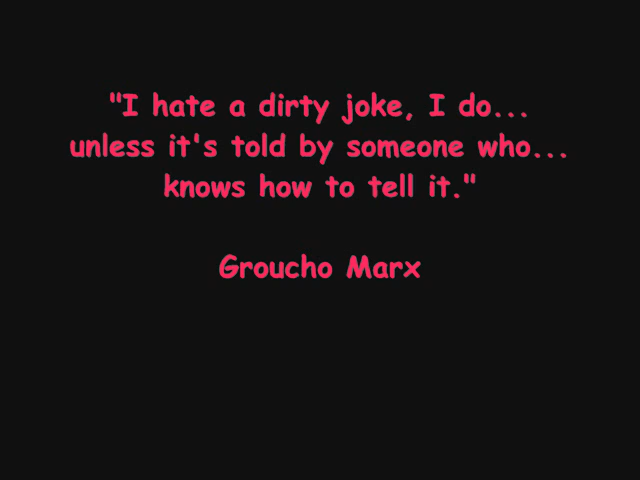 "I hate a dirty joke, I do...
unless it's told by someone who...
knows how to tell it."
Groucho Marx